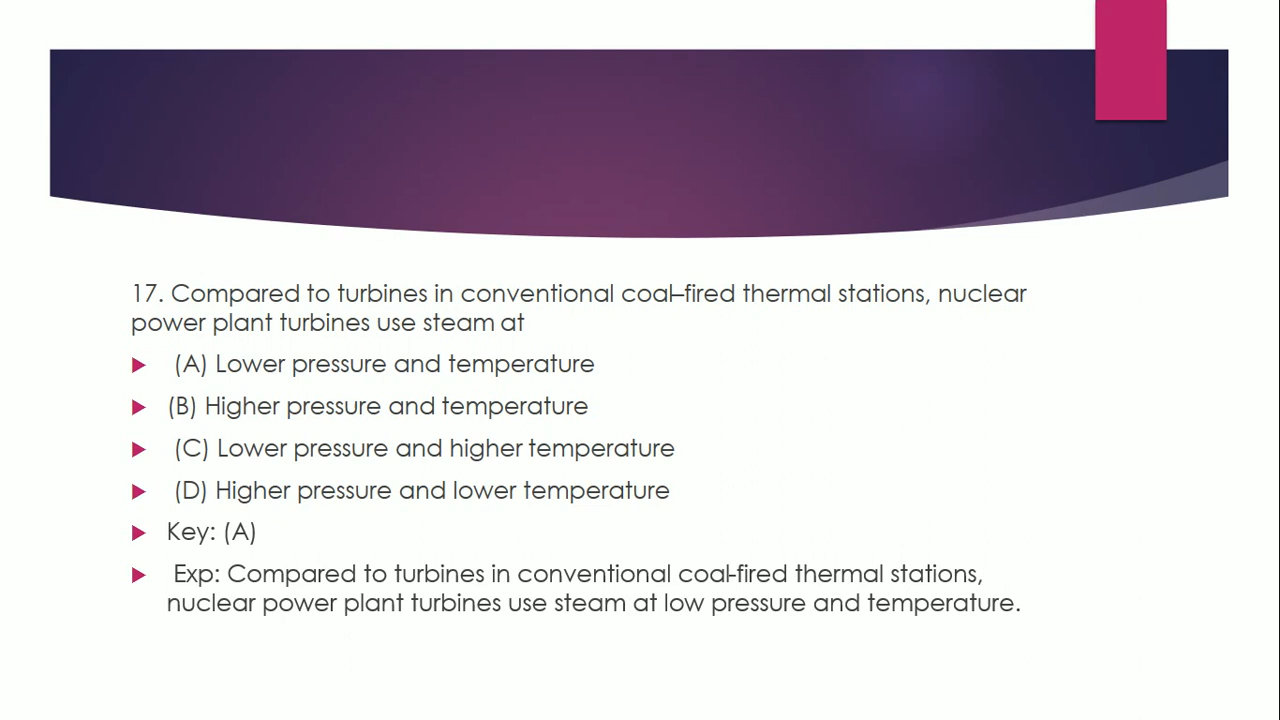 17. Compared to turbines in conventional coal–fired thermal stations, nuclear
power plant turbines use steam at
(A) Lower pressure and temperature
(B) Higher pressure and temperature
(C) Lower pressure and higher temperature
(D) Higher pressure and lower temperature
Key: (A)
Exp: Compared to turbines in conventional coal-fired thermal stations,
nuclear power plant turbines use steam at low pressure and temperature.